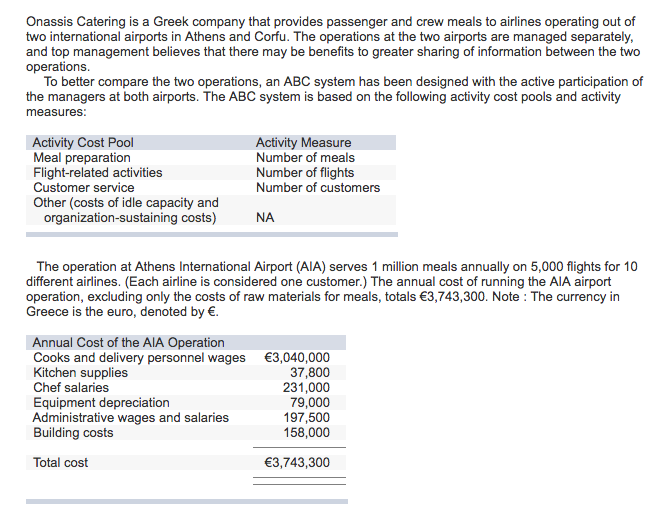 Onassis Catering is a Greek company that provides passenger and crew meals to airlines operating out of
two international airports in Athens and Corfu. The operations at the two airports are managed separately,
and top management believes that there may be benefits to greater sharing of information between the two
operations.
To better compare the two operations, an ABC system has been designed with the active participation of
the managers at both airports. The ABC system is based on the following activity cost pools and activity
measures:
Activity Cost Pool Activity Measure
Meal preparation Number of meals
Flight-related activities Number of flights
Customer service Number of customers
Other (costs of idle capacity and
organization-sustaining costs) NA
The operation at Athens International Airport (AIA) serves 1 million meals annually on 5,000 flights for 10
different airlines. (Each airline is considered one customer.) The annual cost of running the AIA airport
operation, excluding only the costs of raw materials for meals, totals €3,743,300. Note : The currency in
Greece is the euro, denoted by €.
Annual Cost of the AIA Operation
Cooks and delivery personnel wages €3,040,000
Kitchen supplies 37,800
Chef salaries 231,000
Equipment depreciation 79,000
Administrative wages and salaries 197,500
Building costs 158,000
Total cost €3,743,300